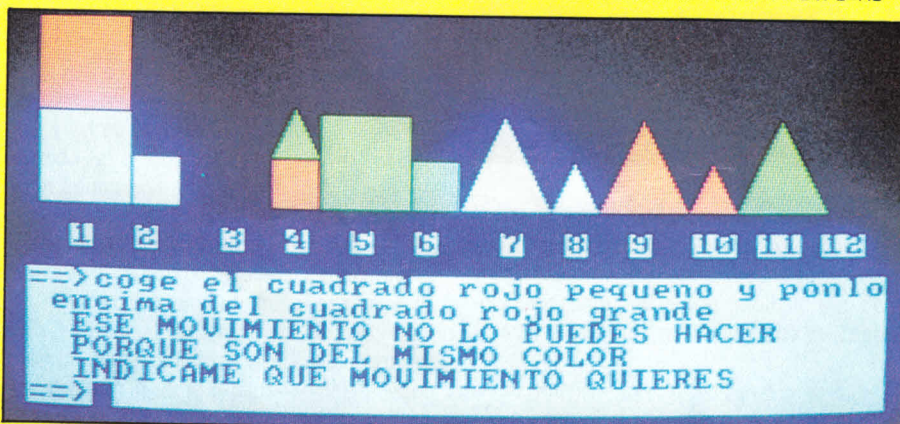 1 2 3 4 5 6 7 8 9 10 11 12
==>coge el cuadrado rojo pequeno y ponlo
encima del cuadrado rojo grande
ESE MOVIMIENTO NO LO PUEDES HACER
PORQUE SON DEL MISMO COLOR
INDICAME QUE MOVIMIENTO QUIERES
==>